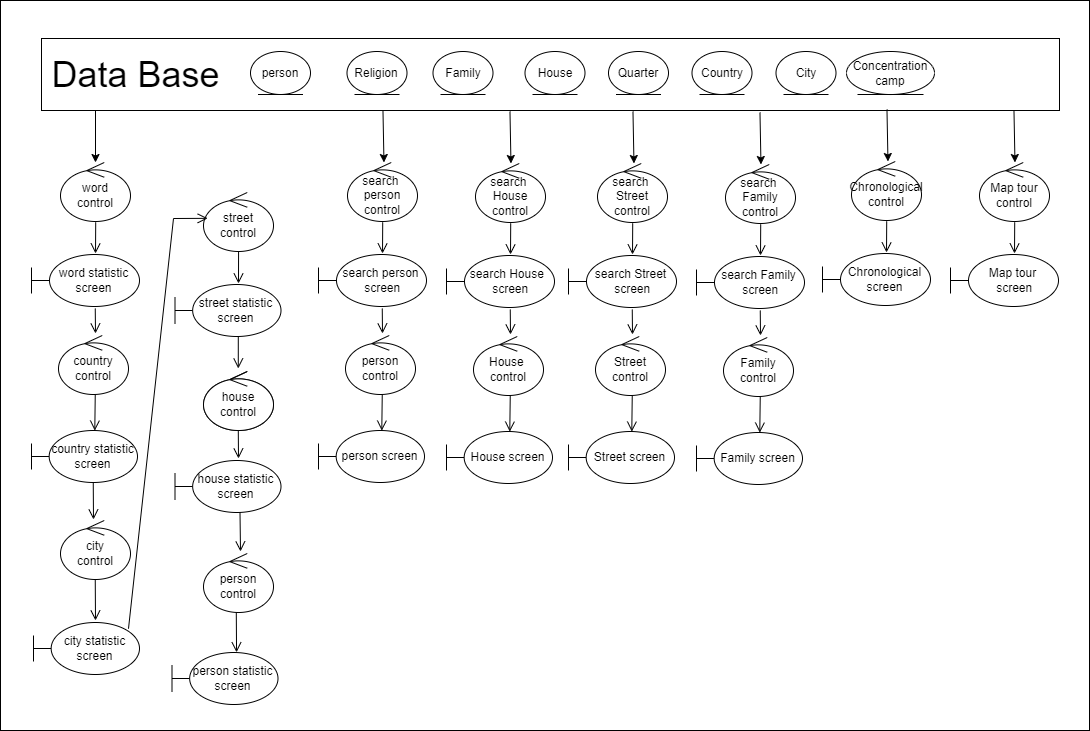 Data Base
person
Religion
Family
House
Quarter
Country
City
Concentration
camp
word
control
word statistic
screen
country
control
country statistic
screen
city
control
city statistic
screen
street
control
street statistic
screen
house
control
house statistic
screen
person
control
person statistic
screen
search
person
control
search person
screen
person
control
person screen
search
House
control
search House
screen
House
control
House screen
search
Street
control
search Street
screen
Street
control
Street screen
search
Family
control
search Family
screen
Family
control
Family screen
Chronological
control
Chronological
screen
Map tour
control
Map tour
screen